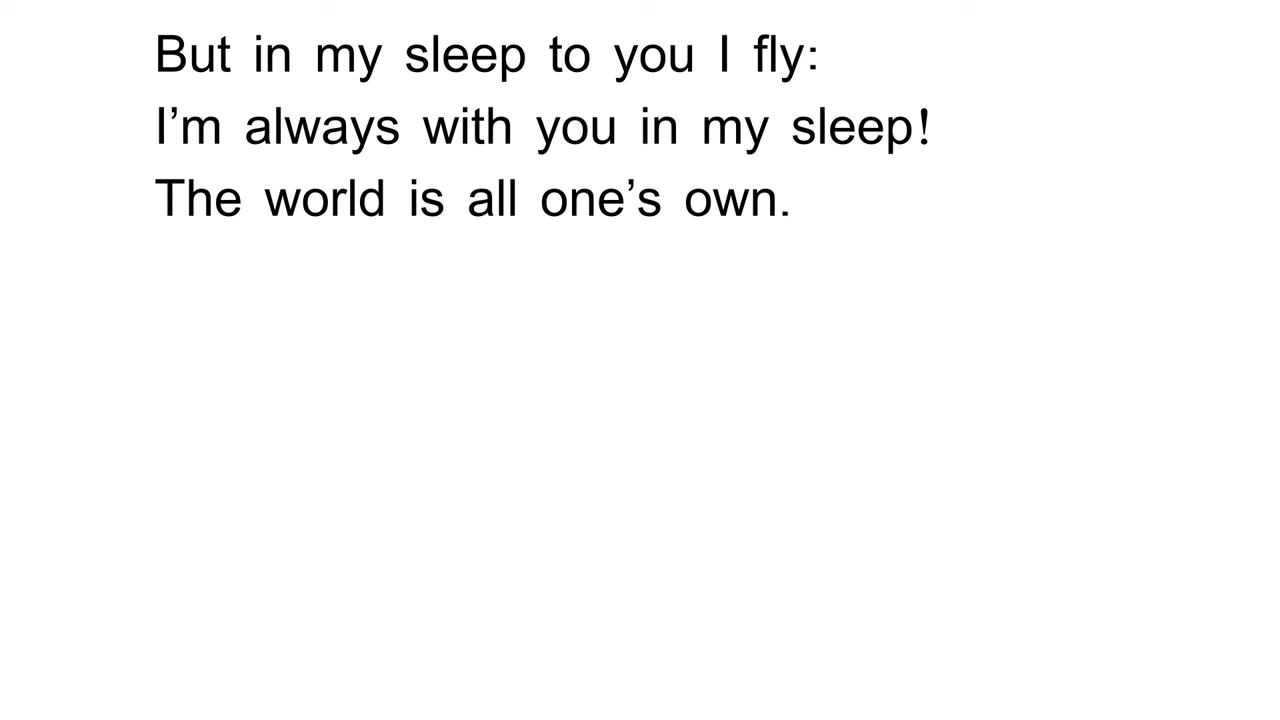 But in my sleep to you I fly:
I’m always with you in my sleep!
The world is all one’s own.